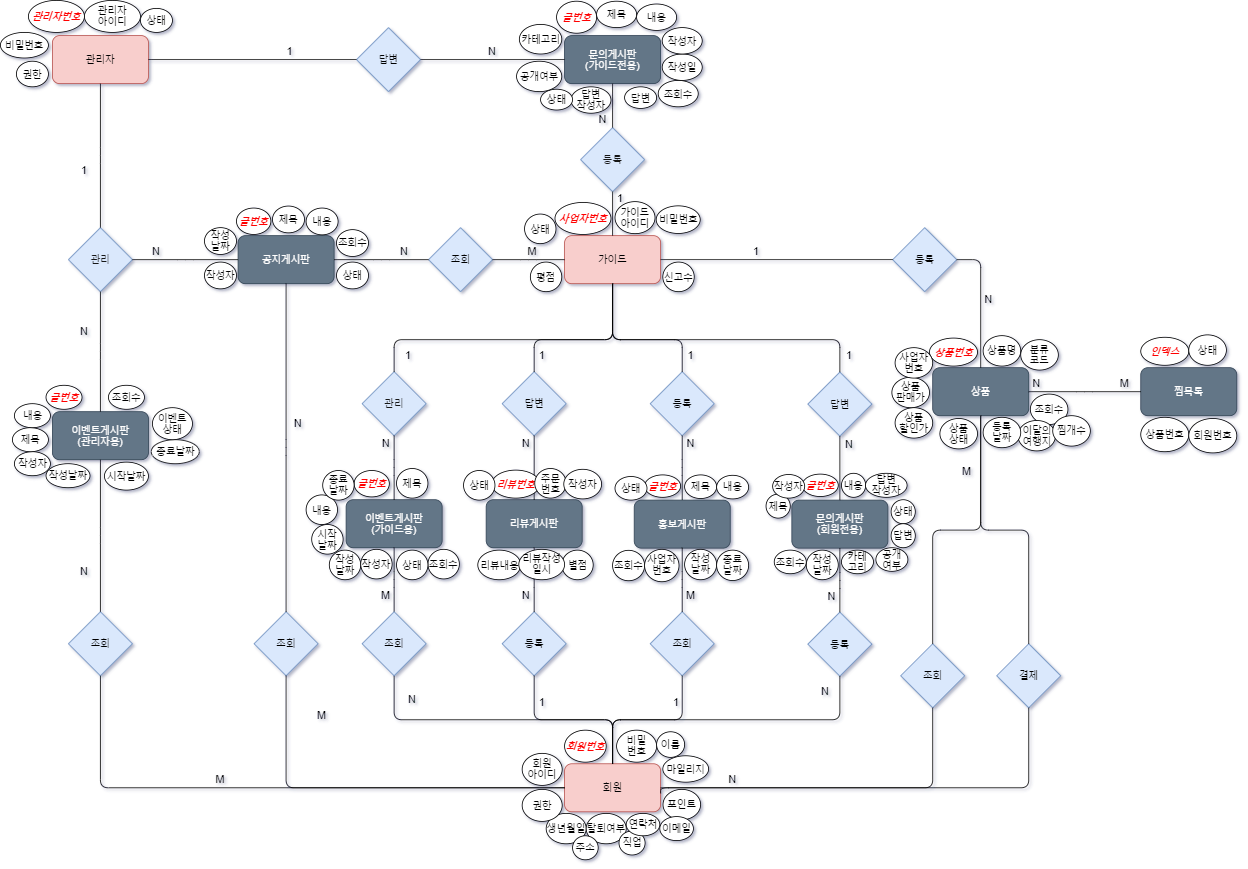 관리자번호
관리자
아이디
상태
비밀번호
권한
관리자
1
답변
N
카테고리
글번호
제목
내용
작성자
작성일
조회수
답변
답변
작성자
상태
공개여부
문의게시판
(가이드전용)
N
등록
1
1
관리
N
작성
날짜
글번호
제목
내용
조회수
상태
작성자
공지게시판
N
조회
M
상태
사업자번호
가이드
아이디
비밀번호
평점
신고수
가이드
1
등록
N
N
N
1
관리
N
1
답변
N
1
등록
N
1
답변
N
사업자
번호
상품번호
상품명
분류
코드
상품
판매가
상품
할인가
상품
상태
등록
날짜
조회수
이달의
여행지
찜개수
상품
N
M
인덱스
상태
찜목록
상품번호
회원번호
M
글번호
조회수
내용
제목
작성자
작성날짜
이벤트
상태
종료날짜
시작날짜
이벤트게시판
(관리자용)
종료
날짜
글번호
제목
내용
시작
날짜
작성
날짜
작성자
상태
조회수
이벤트게시판
(가이드용)
상태
리뷰번호
주문
번호
작성자
리뷰게시판
리뷰내용
리뷰작성
일시
별점
상태
글번호
제목
내용
홍보게시판
조회수
사업자
번호
작성
날짜
종료
날짜
작성자
글번호
내용
답변
작성자
제목
상태
답변
문의게시판
(회원전용)
조회수
작성
날짜
카테
고리
공개
여부
N
M
N
M
N
조회
조회
조회
등록
조회
등록
조회
결제
M
M
N
1
1
N
N
회원번호
비밀
번호
이름
회원
아이디
마일리지
회원
권한
포인트
생년월일
탈퇴여부
연락처
이메일
주소
직업